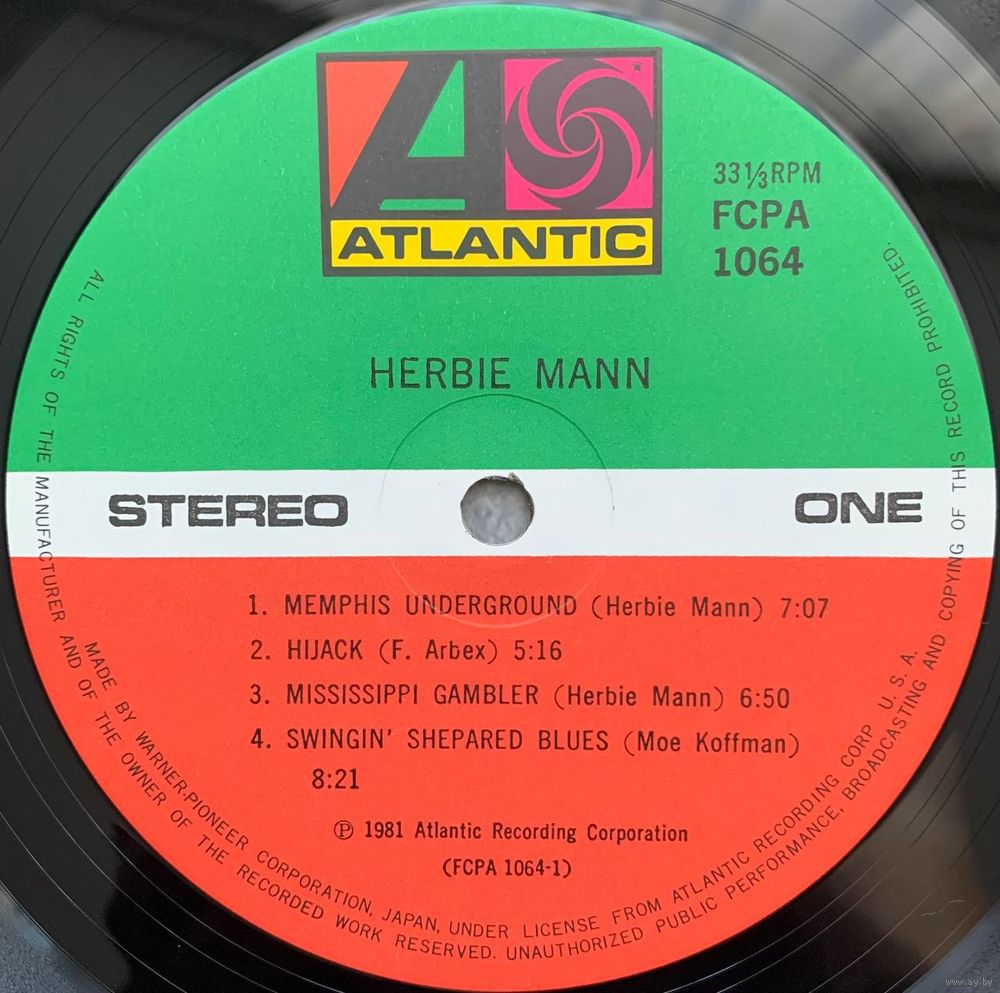 ATLANTIC
33⅓RPM
FCPA
1064
HERBIE MANN
STEREO
ONE
1. MEMPHIS UNDERGROUND (Herbie Mann) 7:07
2. HIJACK (F. Arbex) 5:16
3. MISSISSIPPI GAMBLER (Herbie Mann) 6:50
4. SWINGIN' SHEPARED BLUES (Moe Koffman)
8:21
℗ 1981 Atlantic Recording Corporation
(FCPA 1064-1)
MADE BY WARNER-PIONEER CORPORATION, JAPAN, UNDER LICENSE FROM ATLANTIC RECORDING CORP U. S. A.
ALL RIGHTS OF THE MANUFACTURER AND OF THE OWNER OF THE RECORDED WORK RESERVED. UNAUTHORIZED PUBLIC PERFORMANCE, BROADCASTING AND COPYING OF THIS RECORD PROHIBITED.
www.ay.by